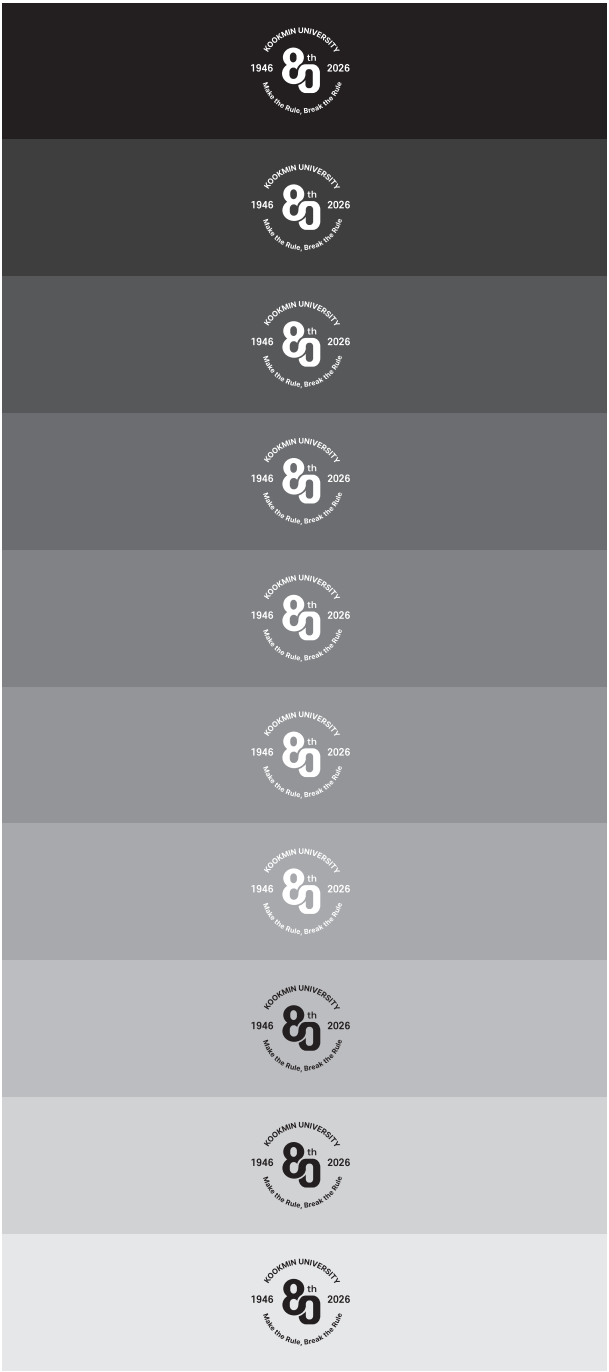 KOOKMIN UNIVERSITY
80th
1946 2026
Make the Rule, Break the Rule
KOOKMIN UNIVERSITY
80th
1946 2026
Make the Rule, Break the Rule
KOOKMIN UNIVERSITY
80th
1946 2026
Make the Rule, Break the Rule
KOOKMIN UNIVERSITY
80th
1946 2026
Make the Rule, Break the Rule
KOOKMIN UNIVERSITY
80th
1946 2026
Make the Rule, Break the Rule
KOOKMIN UNIVERSITY
80th
1946 2026
Make the Rule, Break the Rule
KOOKMIN UNIVERSITY
80th
1946 2026
Make the Rule, Break the Rule
KOOKMIN UNIVERSITY
80th
1946 2026
Make the Rule, Break the Rule
KOOKMIN UNIVERSITY
80th
1946 2026
Make the Rule, Break the Rule
KOOKMIN UNIVERSITY
80th
1946 2026
Make the Rule, Break the Rule